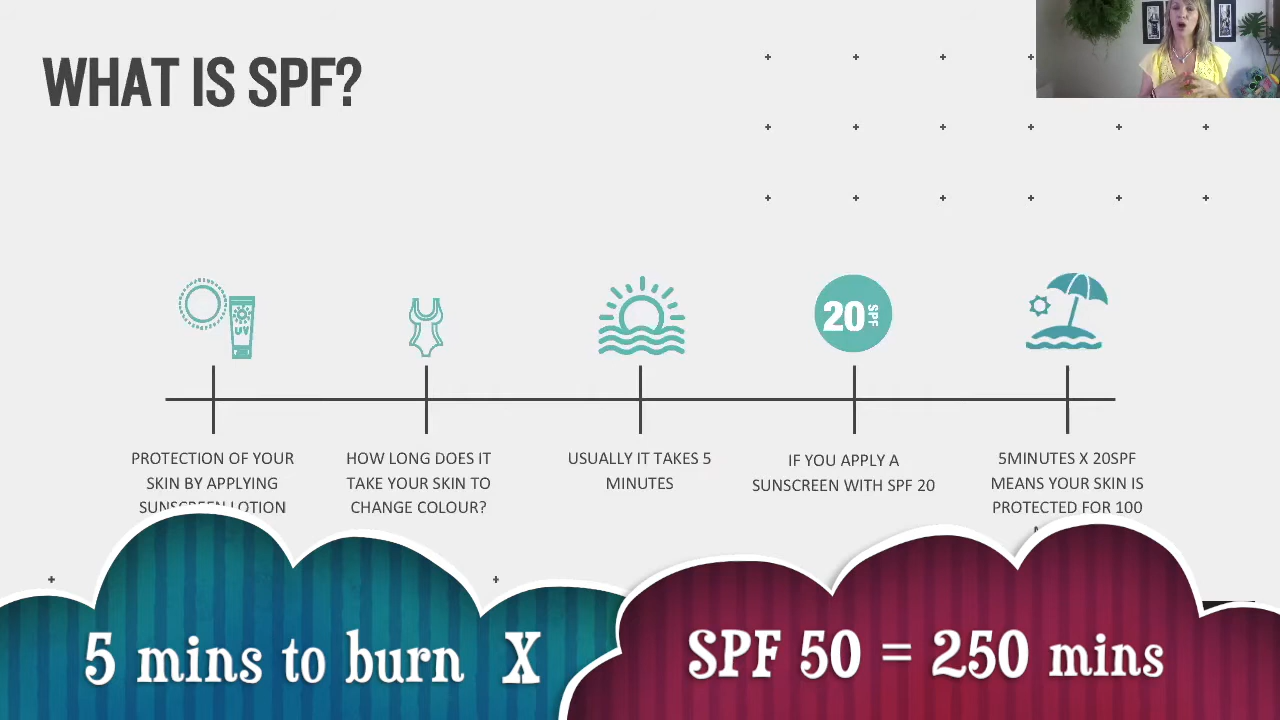 WHAT IS SPF?
UV
20 SPF
PROTECTION OF YOUR
SKIN BY APPLYING
SUNSCREEN LOTION
HOW LONG DOES IT
TAKE YOUR SKIN TO
CHANGE COLOUR?
USUALLY IT TAKES 5
MINUTES
IF YOU APPLY A
SUNSCREEN WITH SPF 20
5MINUTES X 20SPF
MEANS YOUR SKIN IS
PROTECTED FOR 100
5 mins to burn X
SPF 50 = 250 mins